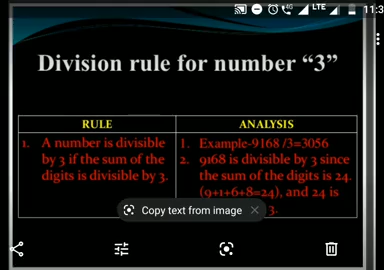 LTE 11:3
Division rule for number “3”
RULE
1. A number is divisible
by 3 if the sum of the
digits is divisible by 3.
ANALYSIS
1. Example-9168 /3=3056
2. 9168 is divisible by 3 since
the sum of the digits is 24.
(9+1+6+8=24), and 24 is
3.
Copy text from image